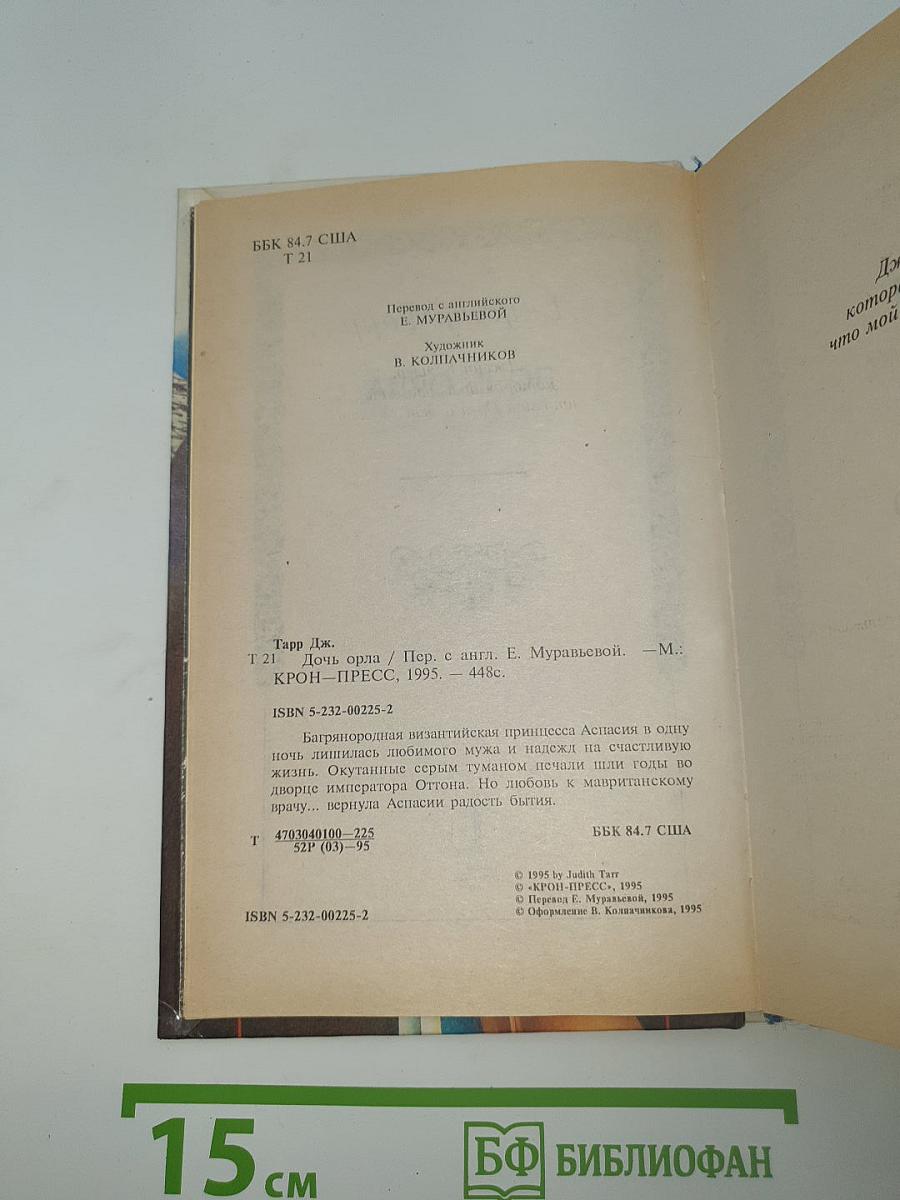 ББК 84.7 США
Т 21
Перевод с английского
Е. МУРАВЬЕВОЙ
Художник
В. КОЛПАЧНИКОВ
Тарр Дж.
Т 21 Дочь орла / Пер. с англ. Е. Муравьевой. —М.:
КРОН—ПРЕСС, 1995. — 448с.
ISBN 5-232-00225-2
Багрянородная византийская принцесса Аспасия в одну
ночь лишилась любимого мужа и надежд на счастливую
жизнь. Окутанные серым туманом печали шли годы во
дворце императора Оттона. Но любовь к мавританскому
врачу... вернула Аспасии радость бытия.
Т 4703040100—225
52Р (03)—95
ББК 84.7 США
© 1995 by Judith Tarr
© «КРОН-ПРЕСС», 1995
© Перевод Е. Муравьевой, 1995
© Оформление В. Колпачникова, 1995
ISBN 5-232-00225-2
что мой
15 см
БФ БИБЛИОФАН